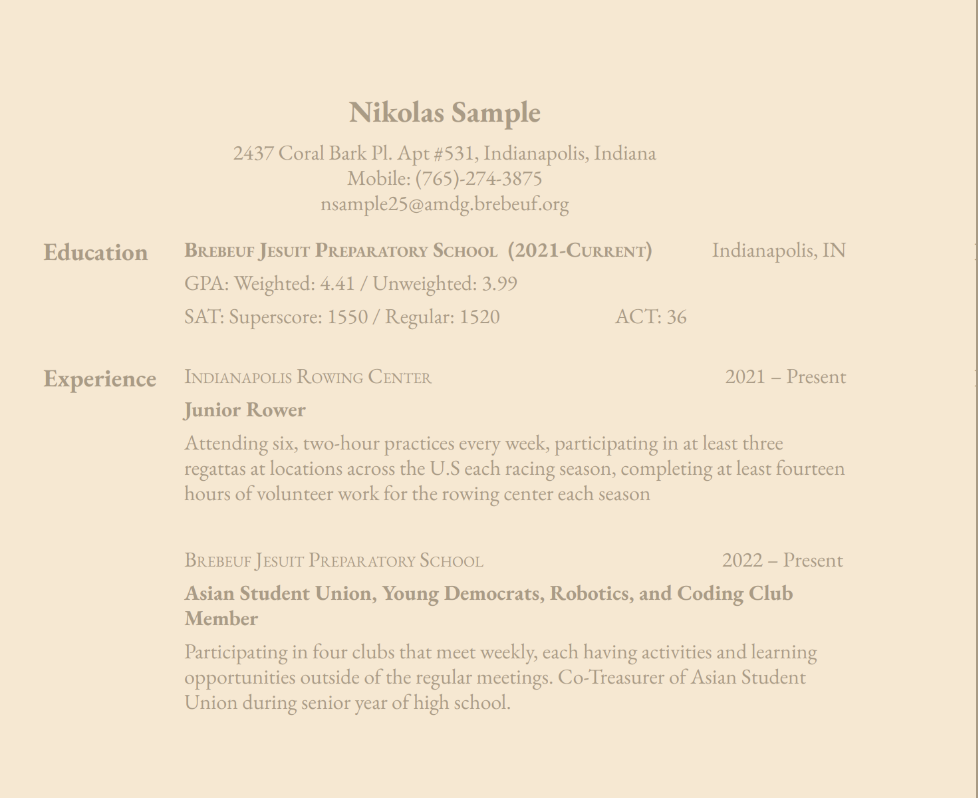 Nikolas Sample
2437 Coral Bark Pl. Apt #531, Indianapolis, Indiana
Mobile: (765)-274-3875
nsample25@amdg.brebeuf.org
Education
Brebeuf Jesuit Preparatory School (2021-Current) Indianapolis, IN
GPA: Weighted: 4.41 / Unweighted: 3.99
SAT: Superscore: 1550 / Regular: 1520 ACT: 36
Experience
Indianapolis Rowing Center 2021 – Present
Junior Rower
Attending six, two-hour practices every week, participating in at least three
regattas at locations across the U.S each racing season, completing at least fourteen
hours of volunteer work for the rowing center each season
Brebeuf Jesuit Preparatory School 2022 – Present
Asian Student Union, Young Democrats, Robotics, and Coding Club
Member
Participating in four clubs that meet weekly, each having activities and learning
opportunities outside of the regular meetings. Co-Treasurer of Asian Student
Union during senior year of high school.